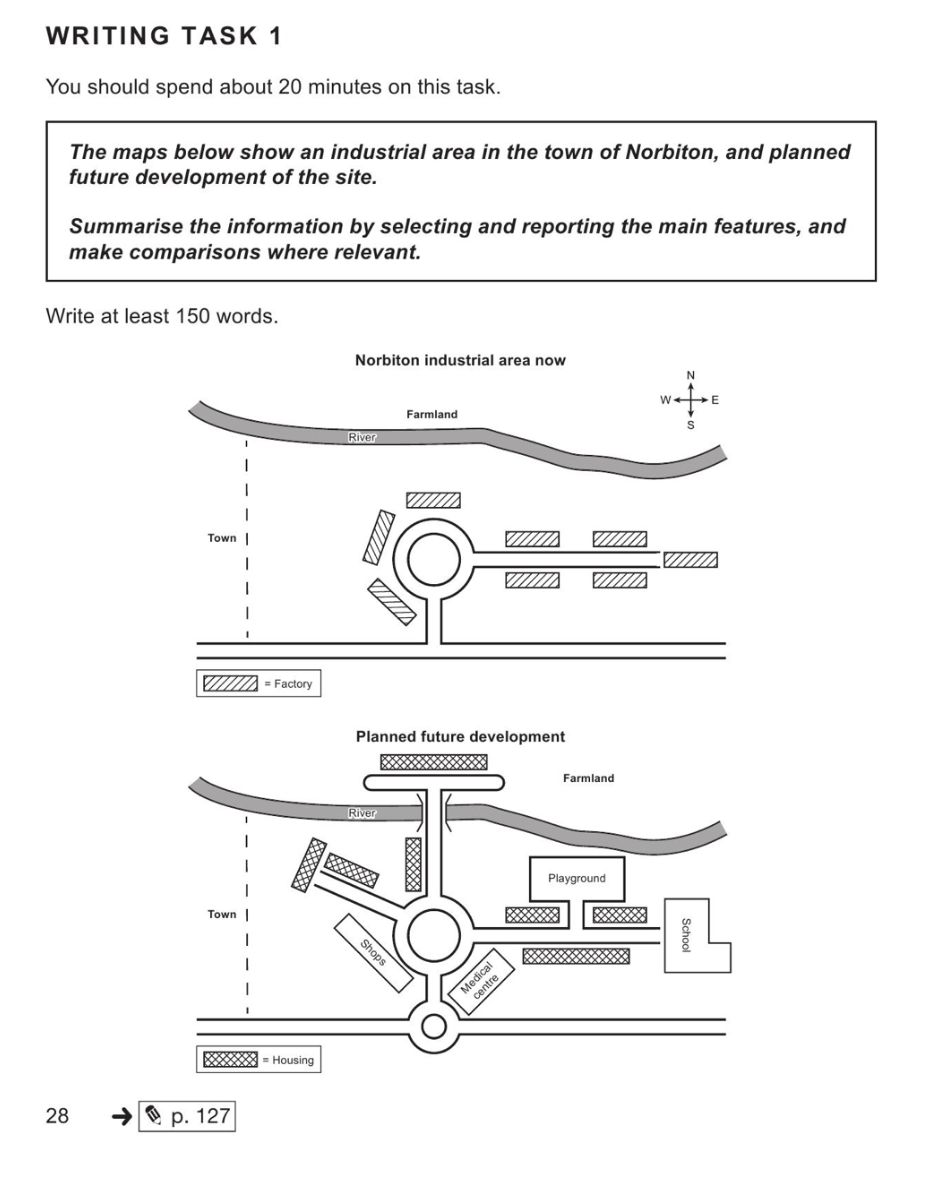 WRITING TASK 1
You should spend about 20 minutes on this task.
The maps below show an industrial area in the town of Norbiton, and planned
future development of the site.
Summarise the information by selecting and reporting the main features, and
make comparisons where relevant.
Write at least 150 words.
Norbiton industrial area now
N
W E
S
Farmland
River
Town
= Factory
Planned future development
Farmland
River
Playground
Town
School
Shops
Medical
centre
= Housing
28 p. 127